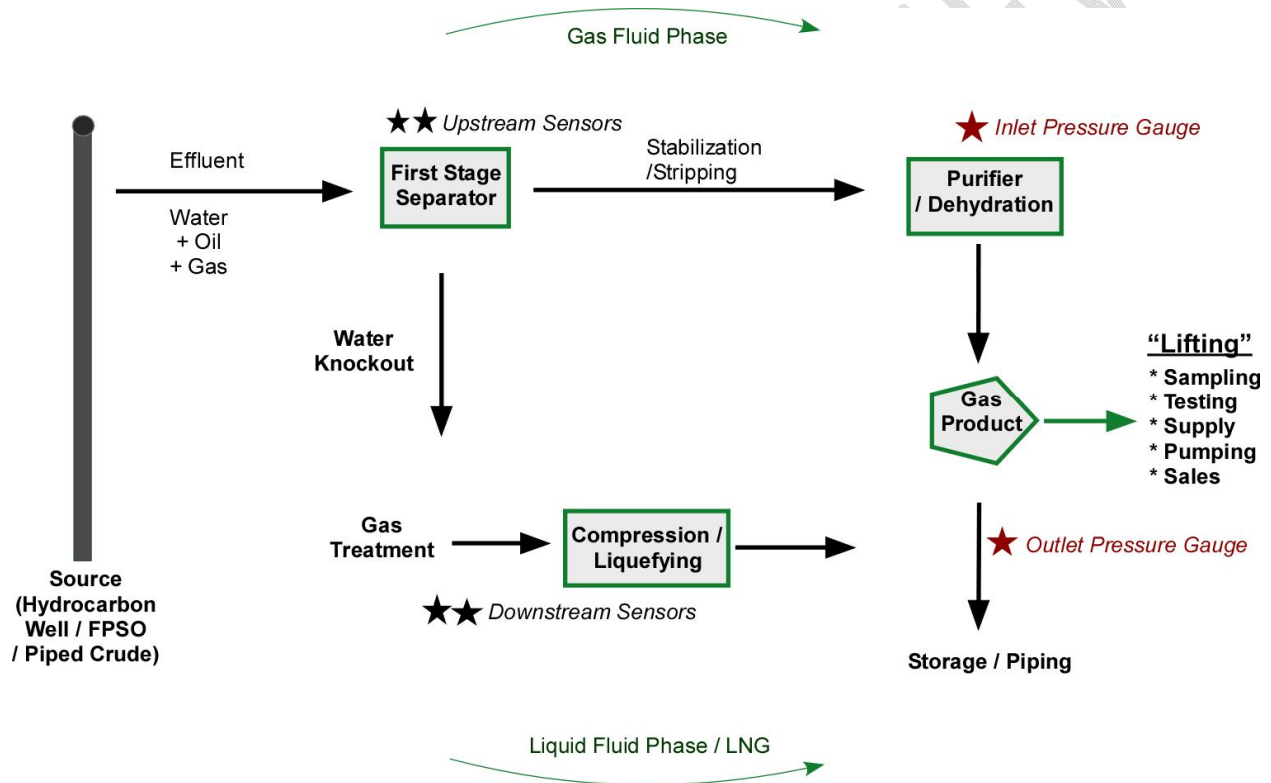 Gas Fluid Phase
★★ Upstream Sensors
★ Inlet Pressure Gauge
Effluent
Water
+ Oil
+ Gas
First Stage
Separator
Stabilization
/Stripping
Purifier
/ Dehydration
Water
Knockout
Gas
Product
“Lifting”
* Sampling
* Testing
* Supply
* Pumping
* Sales
Gas
Treatment
Compression /
Liquefying
★ Outlet Pressure Gauge
★★ Downstream Sensors
Source
(Hydrocarbon
Well / FPSO
/ Piped Crude)
Storage / Piping
Liquid Fluid Phase / LNG